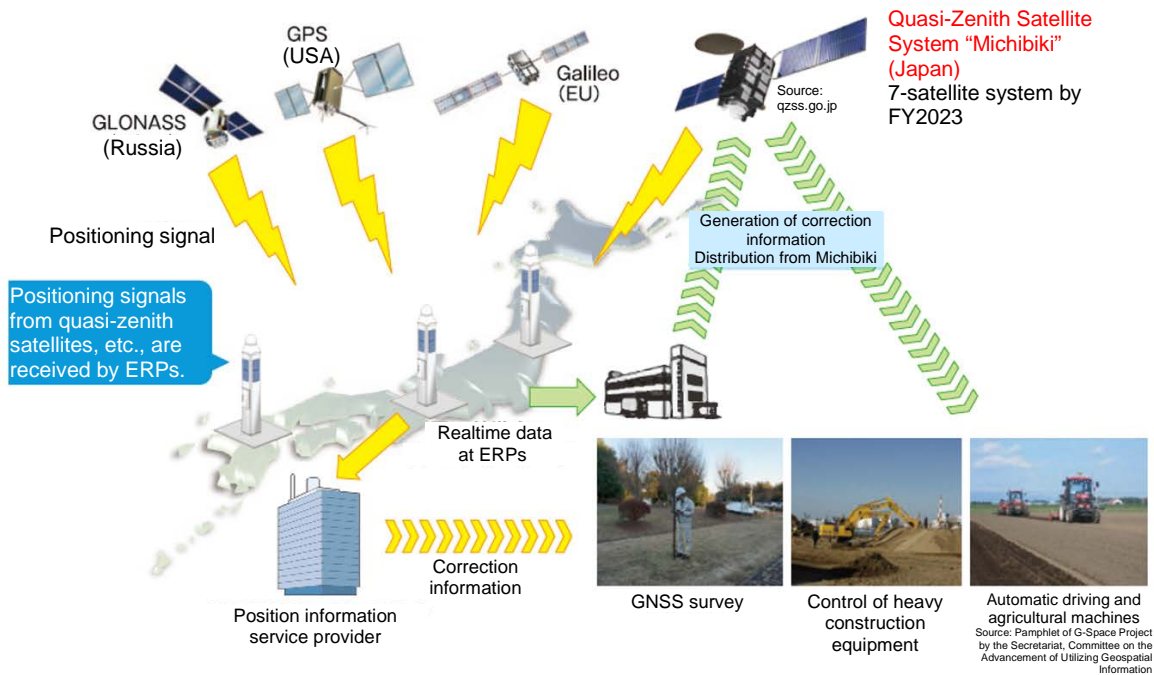 GPS
(USA)
Galileo
(EU)
GLONASS
(Russia)
Source:
qzss.go.jp
Quasi-Zenith Satellite
System “Michibiki”
(Japan)
7-satellite system by
FY2023
Positioning signal
Generation of correction
information
Distribution from Michibiki
Positioning signals
from quasi-zenith
satellites, etc., are
received by ERPs.
Realtime data
at ERPs
Correction
information
Position information
service provider
GNSS survey
Control of heavy
construction
equipment
Automatic driving and
agricultural machines
Source: Pamphlet of G-Space Project
by the Secretariat, Committee on the
Advancement of Utilizing Geospatial
Information